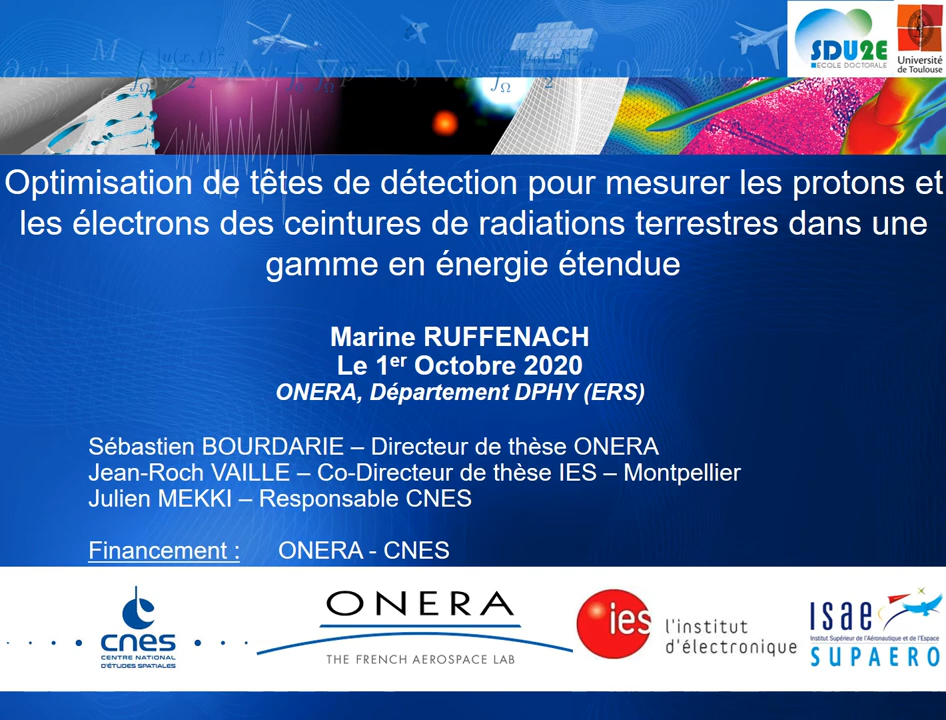 SDU2E
ECOLE DOCTORALE
Université
de Toulouse
Optimisation de têtes de détection pour mesurer les protons et
les électrons des ceintures de radiations terrestres dans une
gamme en énergie étendue
Marine RUFFENACH
Le 1er Octobre 2020
ONERA, Département DPHY (ERS)
Sébastien BOURDARIE – Directeur de thèse ONERA
Jean-Roch VAILLE – Co-Directeur de thèse IES – Montpellier
Julien MEKKI – Responsable CNES
Financement : ONERA - CNES
cnes
CENTRE NATIONAL
D'ÉTUDES SPATIALES
ONERA
THE FRENCH AEROSPACE LAB
ies
l'institut
d'électronique
isae
Institut Supérieur de l'Aéronautique et de l'Espace
SUPAERO